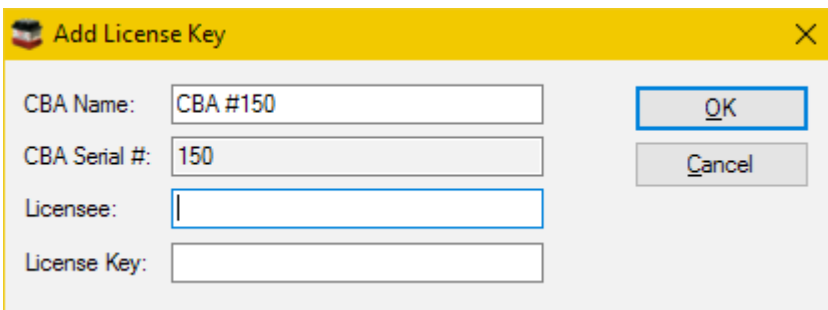 Add License Key
CBA Name: CBA #150
OK
CBA Serial #: 150
Cancel
Licensee:
License Key: